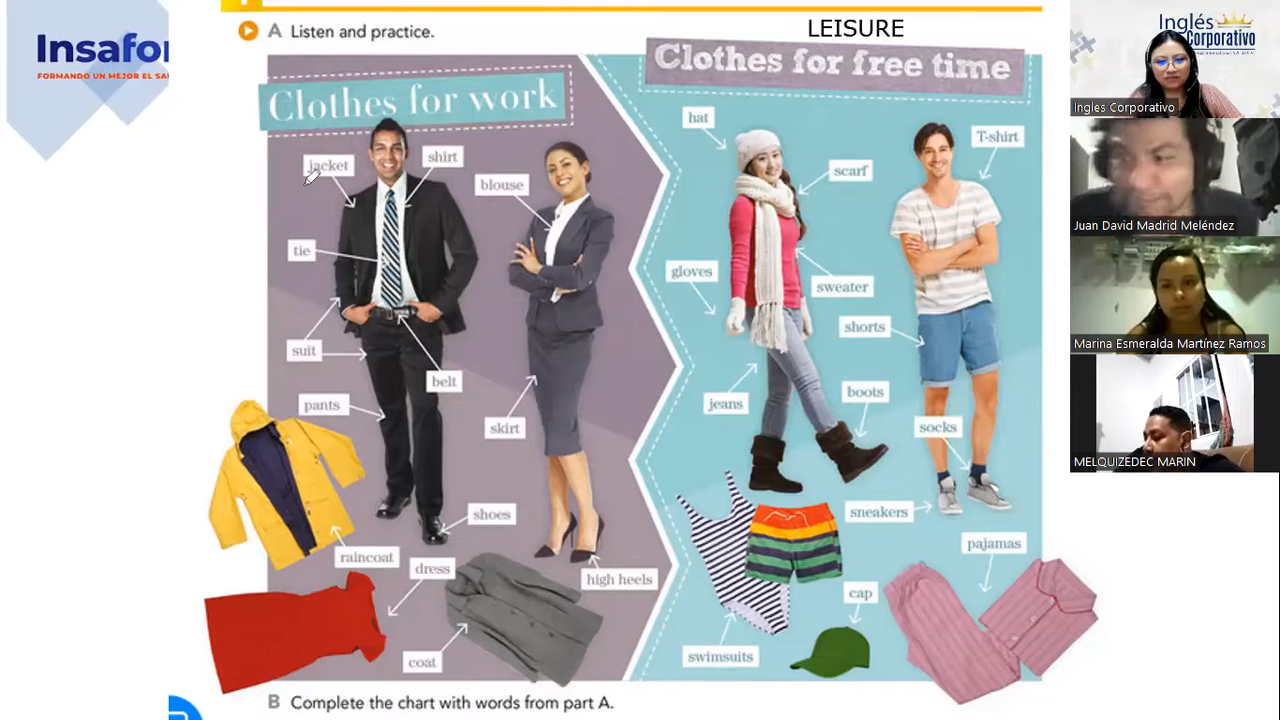 Insafor
FORMANDO UN MEJOR EL SA
A Listen and practice.
LEISURE
Clothes for work
Clothes for free time
jacket
shirt
blouse
tie
suit
belt
pants
skirt
shoes
raincoat
dress
high heels
coat
hat
T-shirt
scarf
gloves
sweater
shorts
jeans
boots
socks
sneakers
pajamas
cap
swimsuits
B Complete the chart with words from part A.
Inglés
Corporativo
Ingles Corporativo
Juan David Madrid Meléndez
Marina Esmeralda Martínez Ramos
MELQUIZEDEC MARIN